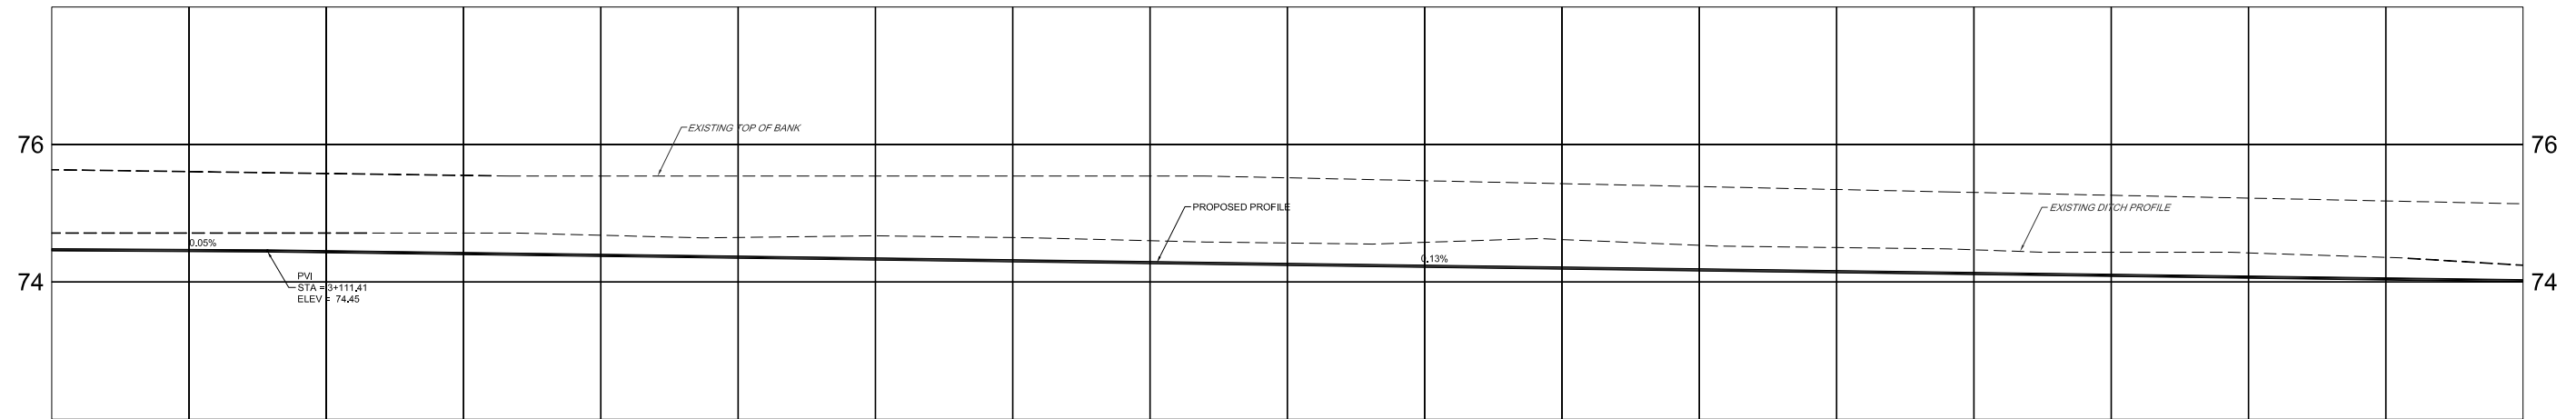 EXISTING TOP OF BANK
76
76
PROPOSED PROFILE
EXISTING DITCH PROFILE
0.05%
0.13%
PVI
STA = 3+111.41
ELEV = 74.45
74
74